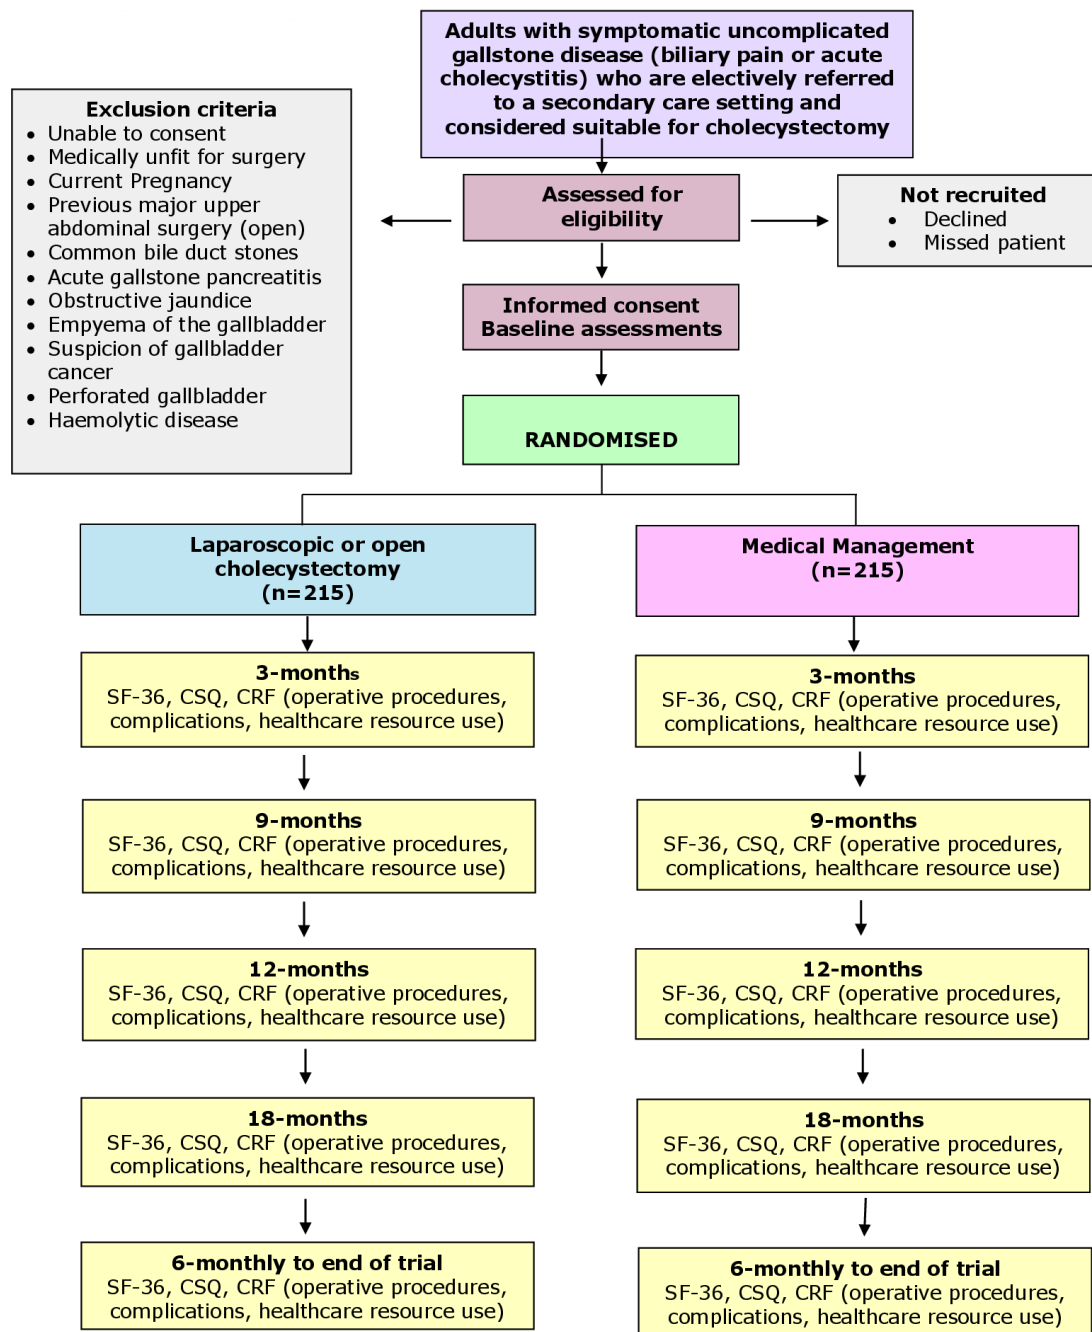 Adults with symptomatic uncomplicated
gallstone disease (biliary pain or acute
cholecystitis) who are electively referred
to a secondary care setting and
considered suitable for cholecystectomy
Exclusion criteria
• Unable to consent
• Medically unfit for surgery
• Current Pregnancy
• Previous major upper
abdominal surgery (open)
• Common bile duct stones
• Acute gallstone pancreatitis
• Obstructive jaundice
• Empyema of the gallbladder
• Suspicion of gallbladder
cancer
• Perforated gallbladder
• Haemolytic disease
Assessed for
eligibility
Not recruited
• Declined
• Missed patient
Informed consent
Baseline assessments
RANDOMISED
Laparoscopic or open
cholecystectomy
(n=215)
3-months
SF-36, CSQ, CRF (operative procedures,
complications, healthcare resource use)
9-months
SF-36, CSQ, CRF (operative procedures,
complications, healthcare resource use)
12-months
SF-36, CSQ, CRF (operative procedures,
complications, healthcare resource use)
18-months
SF-36, CSQ, CRF (operative procedures,
complications, healthcare resource use)
6-monthly to end of trial
SF-36, CSQ, CRF (operative procedures,
complications, healthcare resource use)
Medical Management
(n=215)
3-months
SF-36, CSQ, CRF (operative procedures,
complications, healthcare resource use)
9-months
SF-36, CSQ, CRF (operative procedures,
complications, healthcare resource use)
12-months
SF-36, CSQ, CRF (operative procedures,
complications, healthcare resource use)
18-months
SF-36, CSQ, CRF (operative procedures,
complications, healthcare resource use)
6-monthly to end of trial
SF-36, CSQ, CRF (operative procedures,
complications, healthcare resource use)